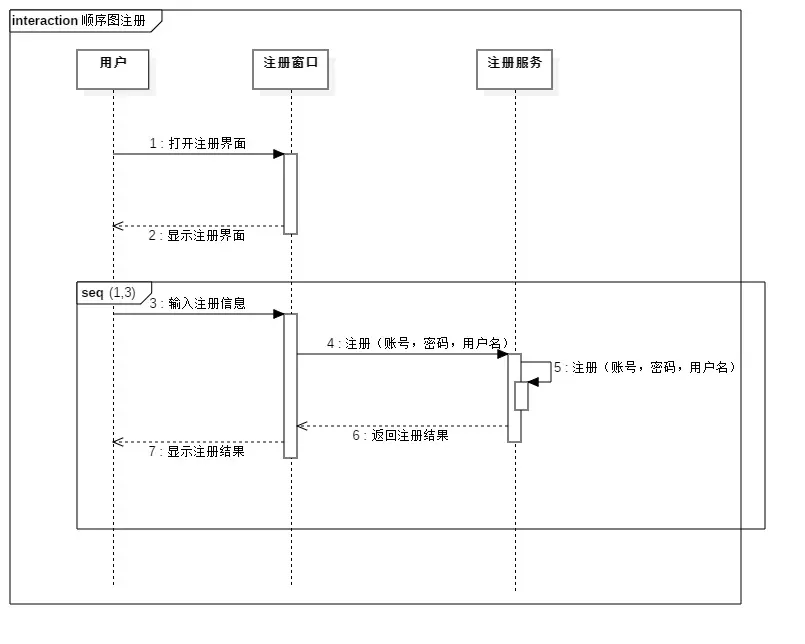 interaction 顺序图注册
用户
注册窗口
注册服务
1 : 打开注册界面
2 : 显示注册界面
seq (1,3)
3 : 输入注册信息
4 : 注册（账号，密码，用户名）
5 : 注册（账号，密码，用户名）
6 : 返回注册结果
7 : 显示注册结果